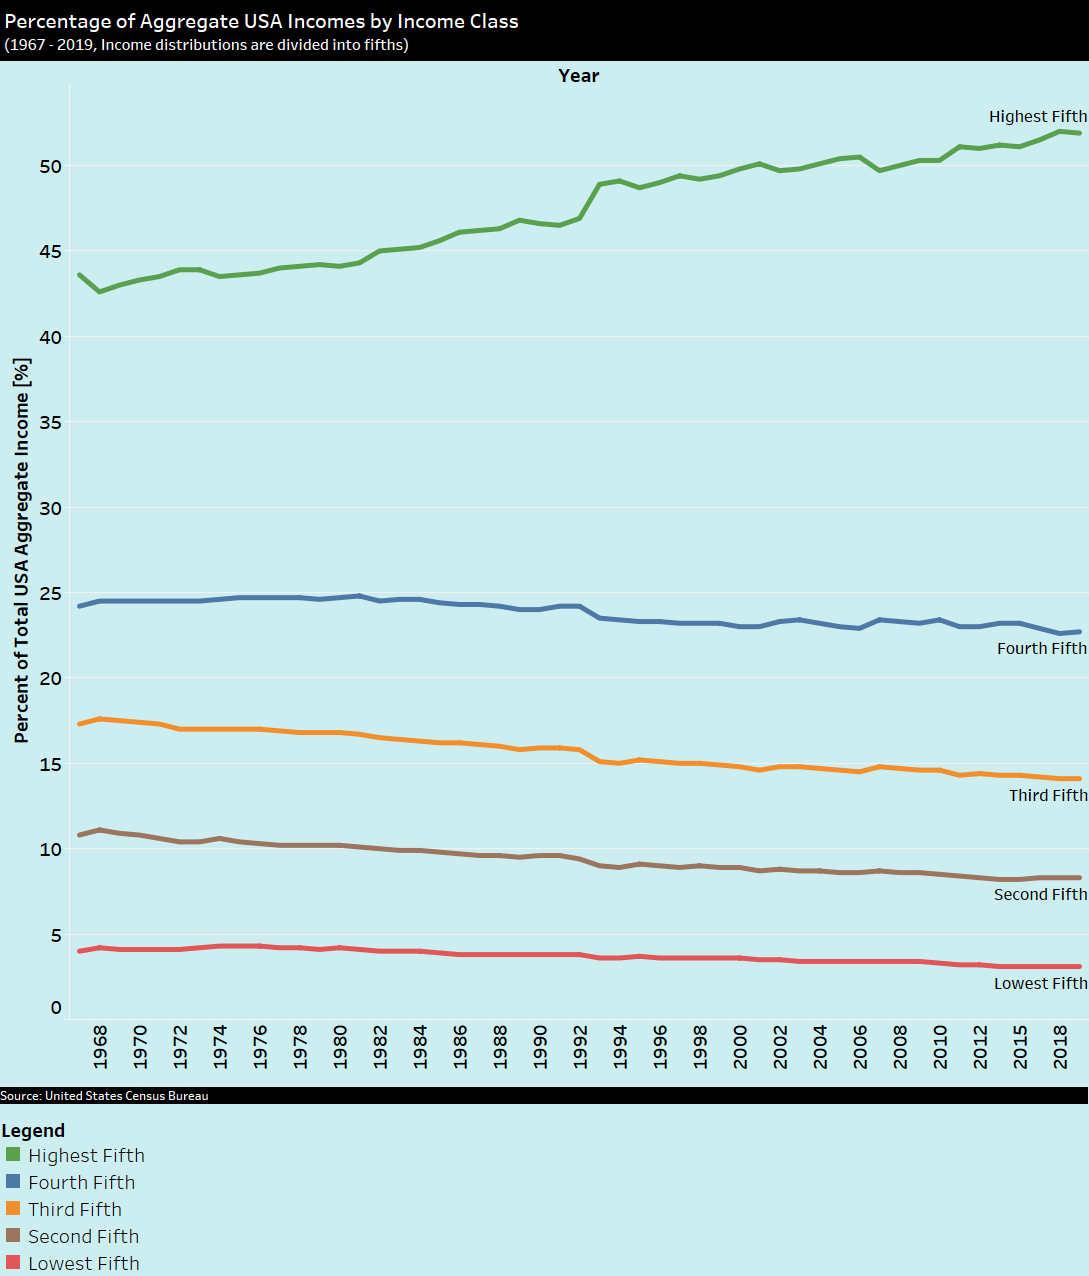 Percentage of Aggregate USA Incomes by Income Class
(1967 - 2019, Income distributions are divided into fifths)
Year
Highest Fifth
50
45
40
35
30
25
20
15
10
5
0
Percent of Total USA Aggregate Income [%]
Fourth Fifth
Third Fifth
Second Fifth
Lowest Fifth
1968 1970 1972 1974 1976 1978 1980 1982 1984 1986 1988 1990 1992 1994 1996 1998 2000 2002 2004 2006 2008 2010 2012 2015 2018
Source: United States Census Bureau
Legend
Highest Fifth
Fourth Fifth
Third Fifth
Second Fifth
Lowest Fifth